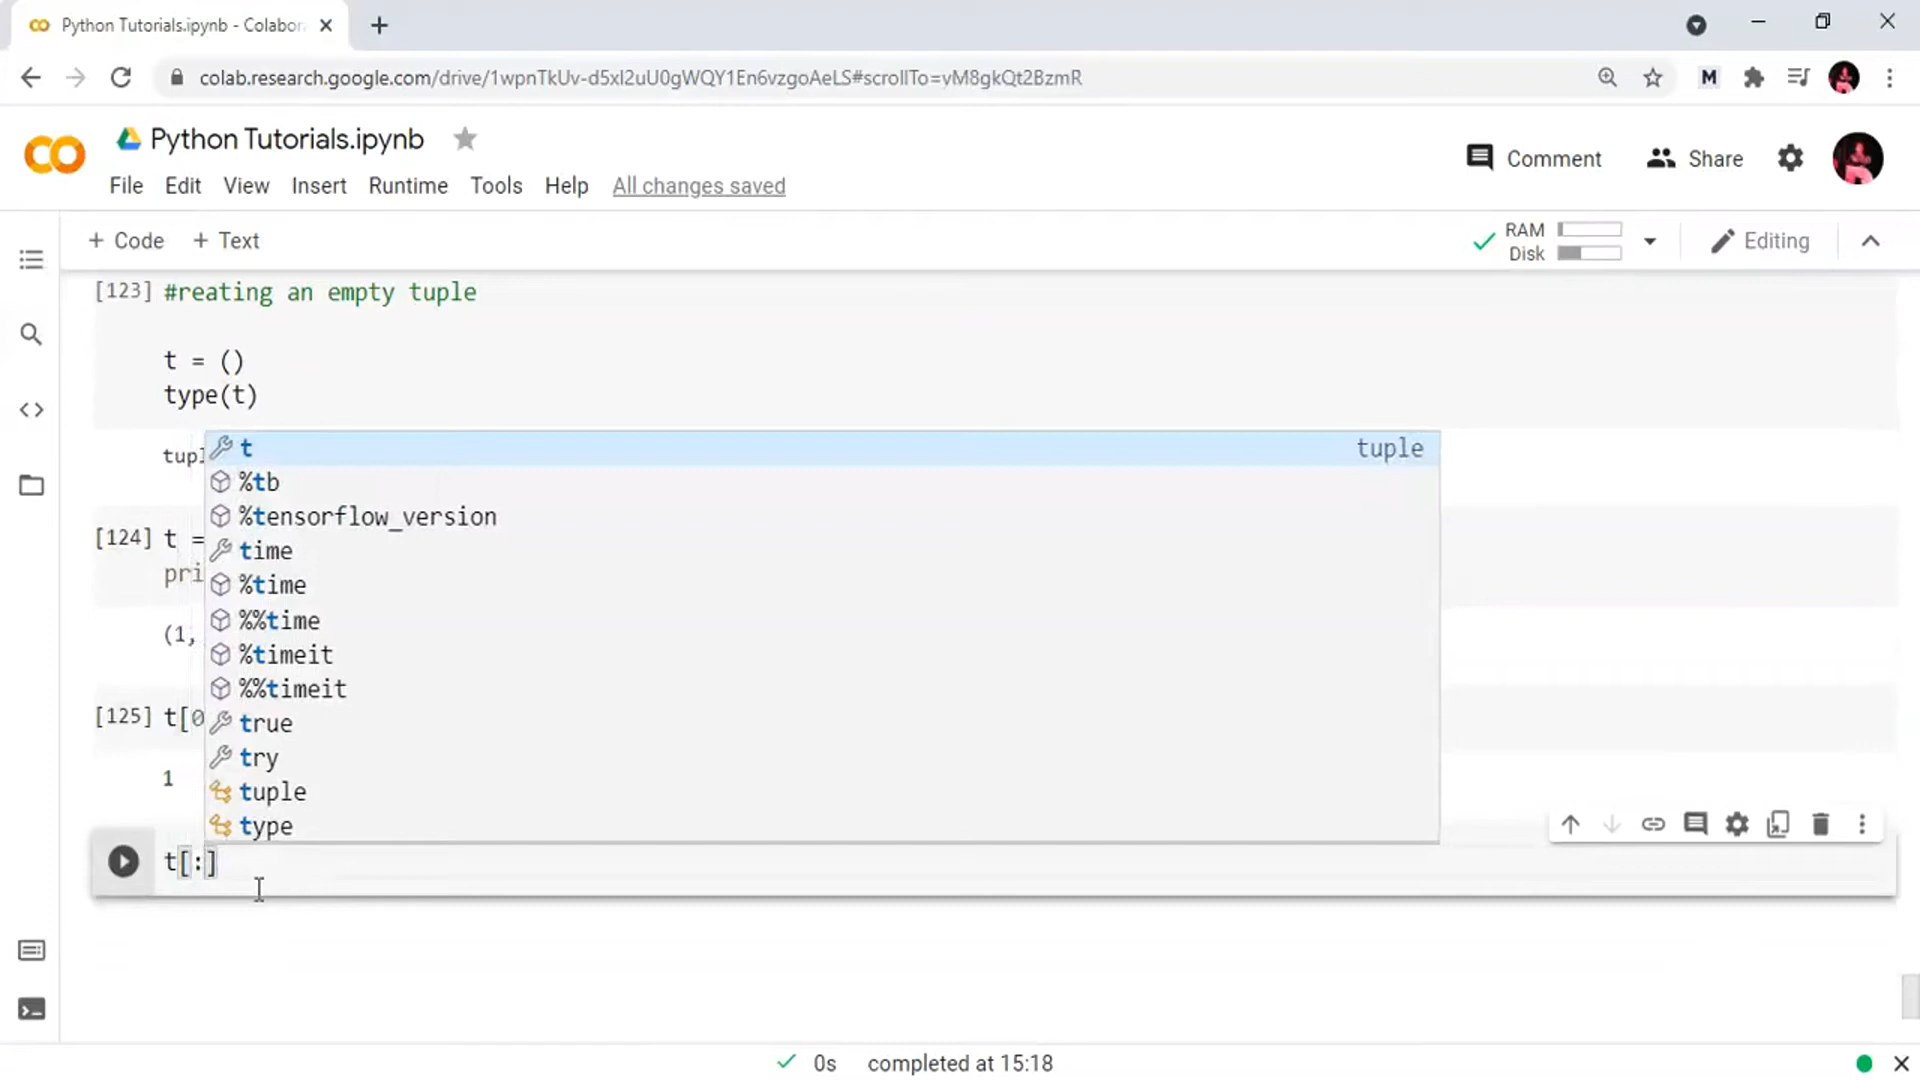 Python Tutorials.ipynb - Colabor
colab.research.google.com/drive/1wpnTkUv-d5xl2uU0gWQY1En6vzgoAeLS#scrollTo=yM8gkQt2BzmR
M
Python Tutorials.ipynb
Comment
Share
File Edit View Insert Runtime Tools Help All changes saved
+ Code + Text
RAM
Disk
Editing
[123] #reating an empty tuple
t = ()
type(t)
tupl
t tuple
%tb
%tensorflow_version
[124] t =
time
pri
%time
%%time
(1,
%timeit
%%timeit
[125] t[0
true
try
1
tuple
type
t[:]
0s completed at 15:18